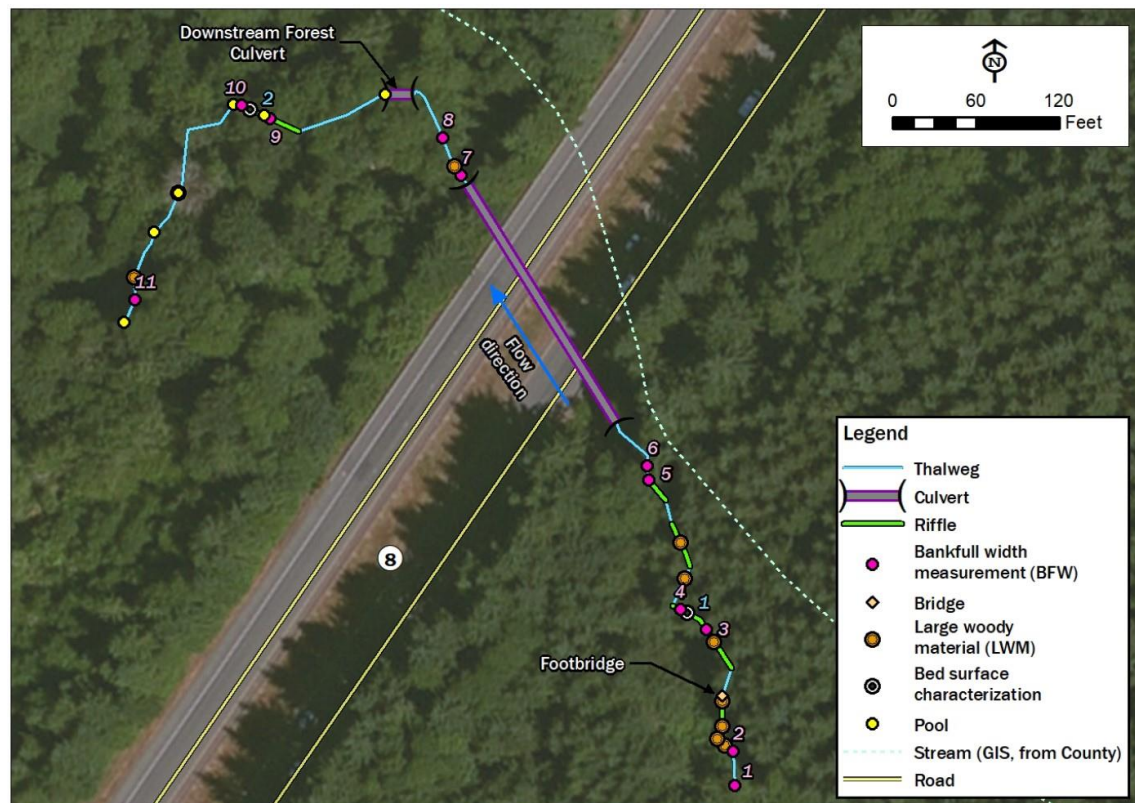 Downstream Forest
Culvert
N
0 60 120
Feet
10
2
9
8
7
11
Flow
direction
6
5
8
4
1
3
Footbridge
2
1
Legend
Thalweg
Culvert
Riffle
Bankfull width
measurement (BFW)
Bridge
Large woody
material (LWM)
Bed surface
characterization
Pool
Stream (GIS, from County)
Road